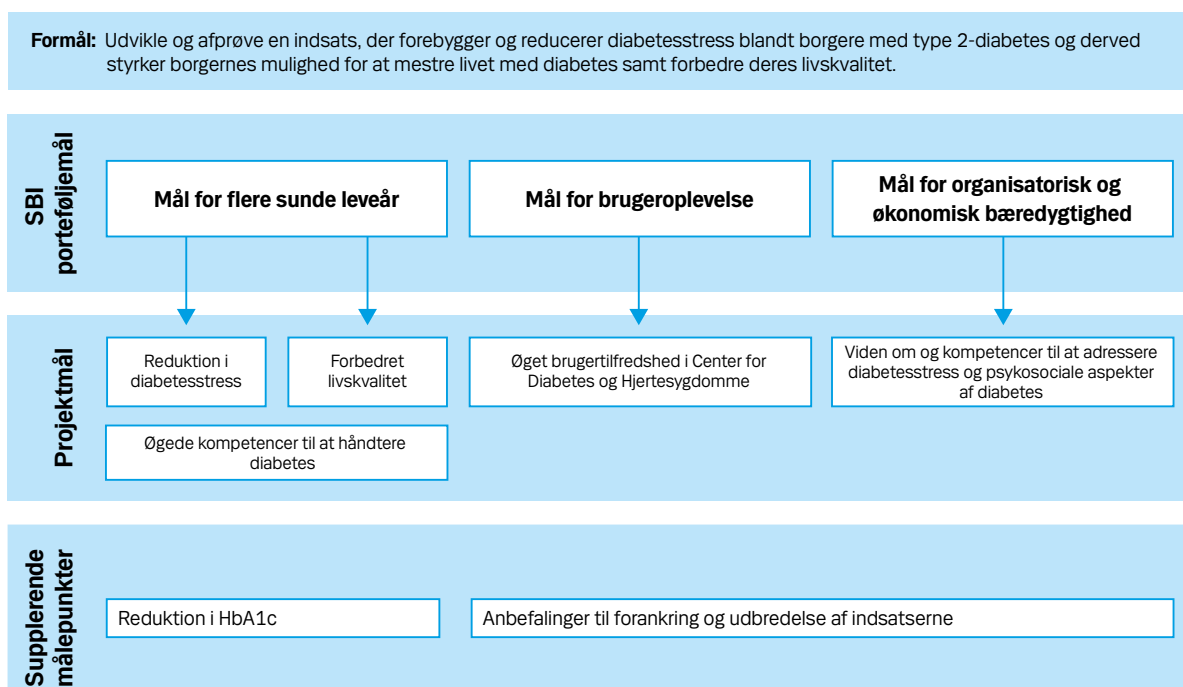 Formål: Udvikle og afprøve en indsats, der forebygger og reducerer diabetesstress blandt borgere med type 2-diabetes og derved
styrker borgernes mulighed for at mestre livet med diabetes samt forbedre deres livskvalitet.
SBI
porteføljemål
Mål for flere sunde leveår
Mål for brugeroplevelse
Mål for organisatorisk og
økonomisk bæredygtighed
Projektmål
Reduktion i
diabetesstress
Forbedret
livskvalitet
Øgede kompetencer til at håndtere
diabetes
Øget brugertilfredshed i Center for
Diabetes og Hjertesygdomme
Viden om og kompetencer til at adressere
diabetesstress og psykosociale aspekter
af diabetes
Supplerende
målepunkter
Reduktion i HbA1c
Anbefalinger til forankring og udbredelse af indsatserne